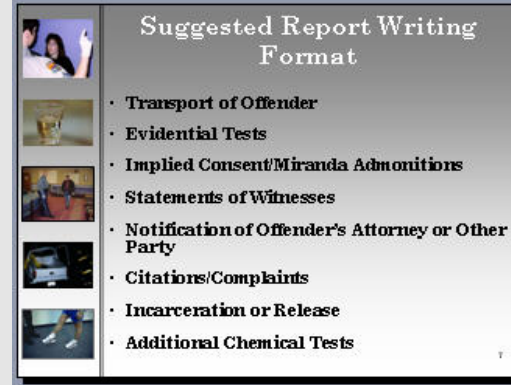 Suggested Report Writing
Format
· Transport of Offender
· Evidential Tests
· Implied Consent/Miranda Admonitions
· Statements of Witnesses
· Notification of Offender's Attorney or Other
Party
· Citations/Complaints
· Incarceration or Release
· Additional Chemical Tests
7